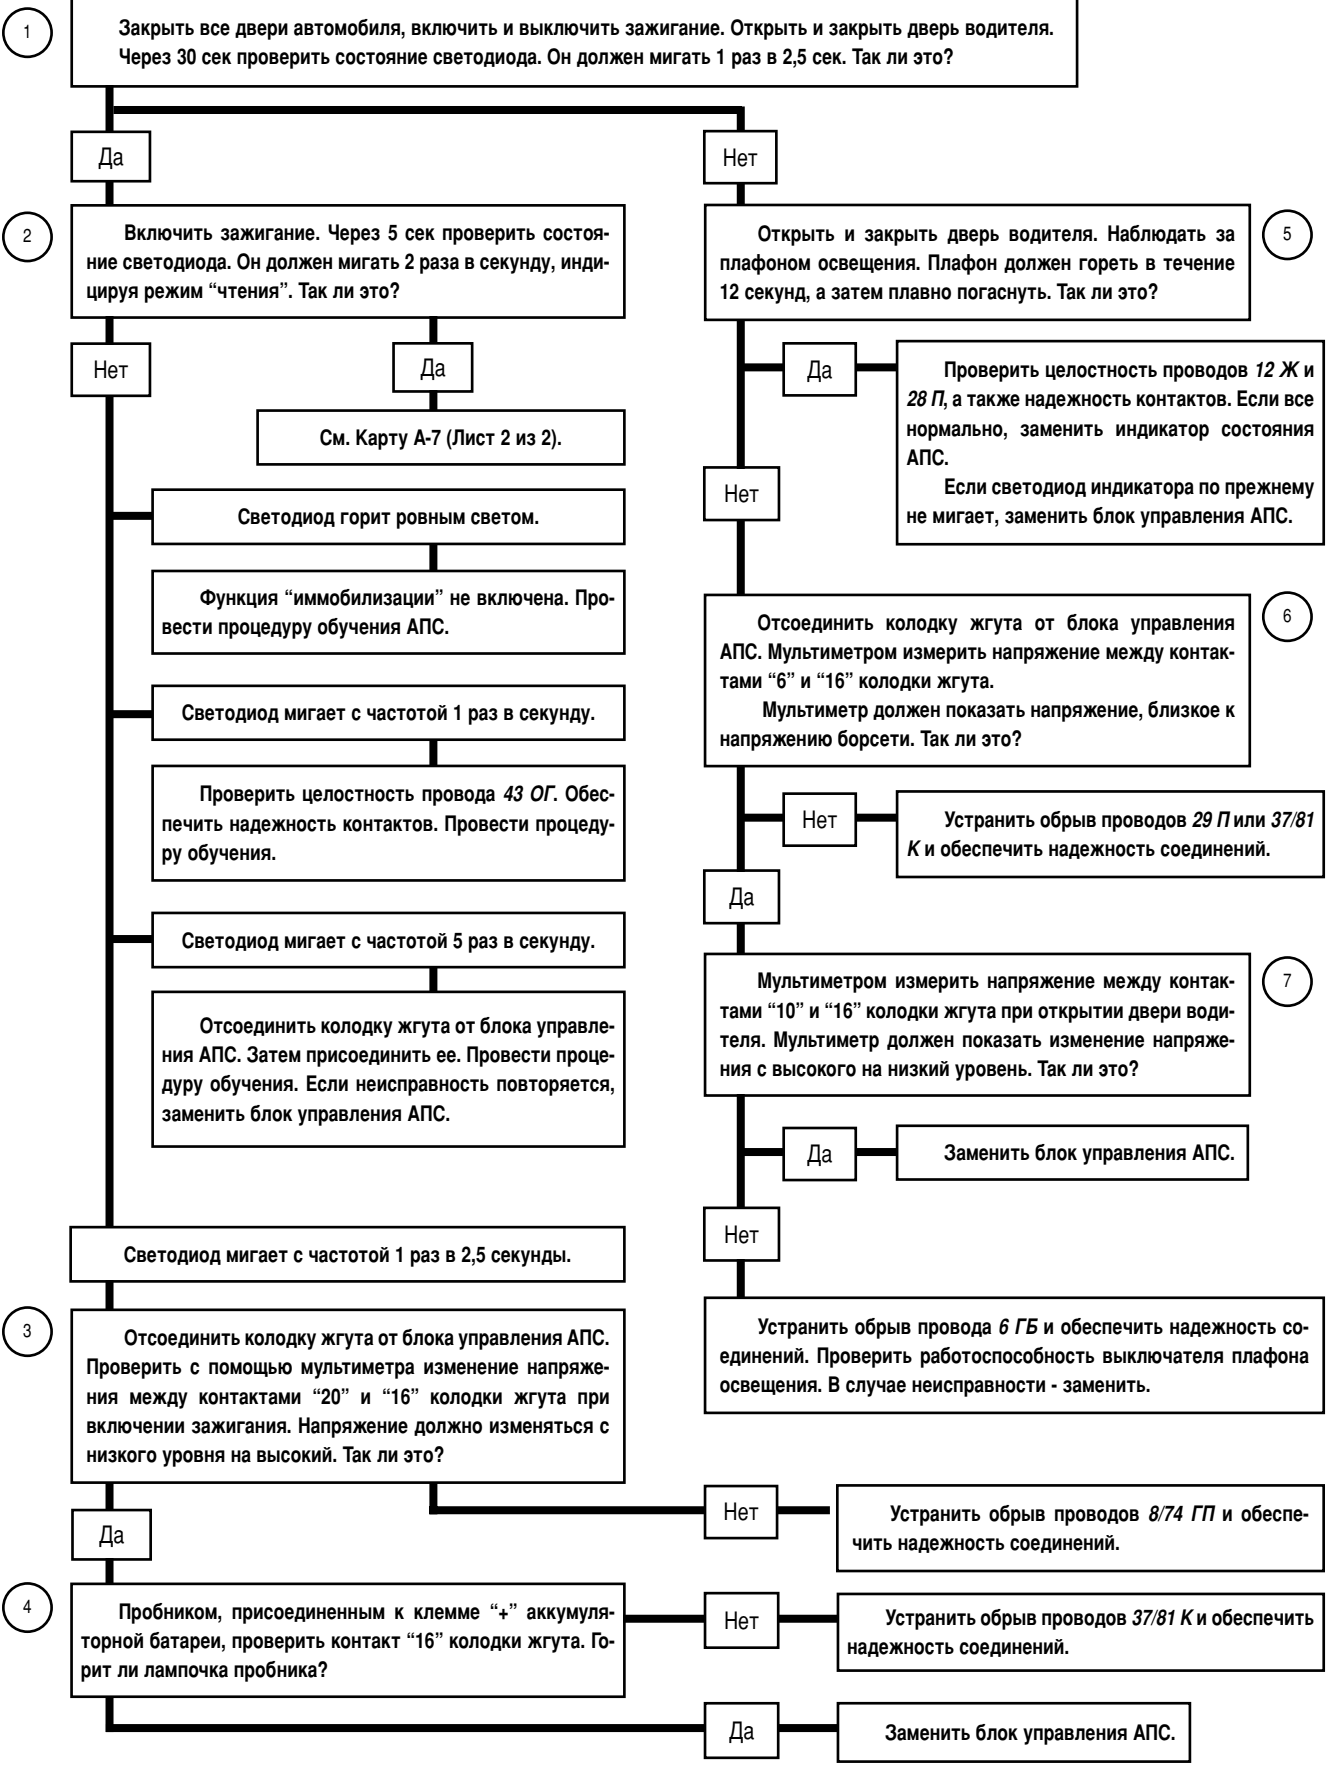 1
Закрыть все двери автомобиля, включить и выключить зажигание. Открыть и закрыть дверь водителя.
Через 30 сек проверить состояние светодиода. Он должен мигать 1 раз в 2,5 сек. Так ли это?
Да
Нет
2
Включить зажигание. Через 5 сек проверить состоя-
ние светодиода. Он должен мигать 2 раза в секунду, инди-
цируя режим “чтения”. Так ли это?
Нет
Да
См. Карту А-7 (Лист 2 из 2).
Светодиод горит ровным светом.
Функция “иммобилизации” не включена. Про-
вести процедуру обучения АПС.
Светодиод мигает с частотой 1 раз в секунду.
Проверить целостность провода 43 ОГ. Обес-
печить надежность контактов. Провести процеду-
ру обучения.
Светодиод мигает с частотой 5 раз в секунду.
Отсоединить колодку жгута от блока управле-
ния АПС. Затем присоединить ее. Провести проце-
дуру обучения. Если неисправность повторяется,
заменить блок управления АПС.
Светодиод мигает с частотой 1 раз в 2,5 секунды.
3
Отсоединить колодку жгута от блока управления АПС.
Проверить с помощью мультиметра изменение напряже-
ния между контактами “20” и “16” колодки жгута при
включении зажигания. Напряжение должно изменяться с
низкого уровня на высокий. Так ли это?
Нет
Устранить обрыв проводов 8/74 ГП и обеспе-
чить надежность соединений.
Да
4
Пробником, присоединенным к клемме “+” аккумуля-
торной батареи, проверить контакт “16” колодки жгута. Го-
рит ли лампочка пробника?
Нет
Устранить обрыв проводов 37/81 К и обеспечить
надежность соединений.
Да
Заменить блок управления АПС.
5
Открыть и закрыть дверь водителя. Наблюдать за
плафоном освещения. Плафон должен гореть в течение
12 секунд, а затем плавно погаснуть. Так ли это?
Да
Проверить целостность проводов 12 Ж и
28 П, а также надежность контактов. Если все
нормально, заменить индикатор состояния
АПС.
Если светодиод индикатора по прежнему
не мигает, заменить блок управления АПС.
Нет
6
Отсоединить колодку жгута от блока управления
АПС. Мультиметром измерить напряжение между контак-
тами “6” и “16” колодки жгута.
Мультиметр должен показать напряжение, близкое к
напряжению борсети. Так ли это?
Нет
Устранить обрыв проводов 29 П или 37/81
К и обеспечить надежность соединений.
Да
7
Мультиметром измерить напряжение между контак-
тами “10” и “16” колодки жгута при открытии двери води-
теля. Мультиметр должен показать изменение напряже-
ния с высокого на низкий уровень. Так ли это?
Да
Заменить блок управления АПС.
Нет
Устранить обрыв провода 6 ГБ и обеспечить надежность со-
единений. Проверить работоспособность выключателя плафона
освещения. В случае неисправности - заменить.